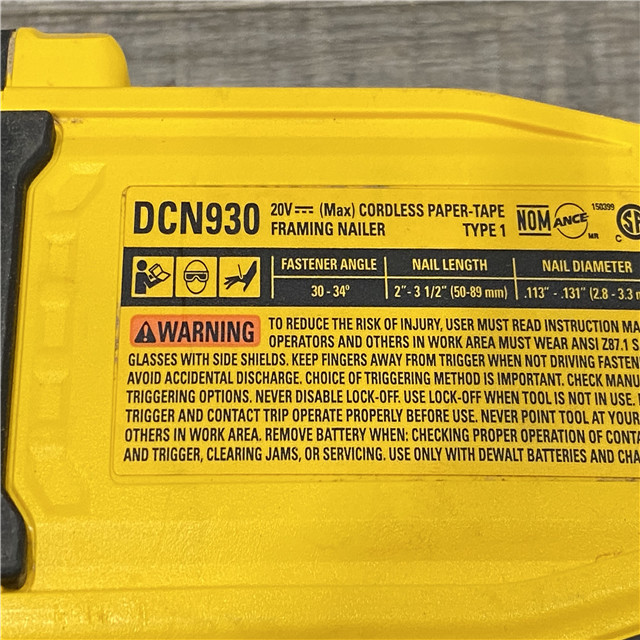 DCN930 20V⎓ (Max) CORDLESS PAPER-TAPE
FRAMING NAILER TYPE 1
NOM ANCE MR
150399
C
FASTENER ANGLE NAIL LENGTH NAIL DIAMETER
30 - 34° 2" - 3 1/2" (50-89 mm) .113" - .131" (2.8 - 3.3
WARNING TO REDUCE THE RISK OF INJURY, USER MUST READ INSTRUCTION
OPERATORS AND OTHERS IN WORK AREA MUST WEAR ANSI Z87.1
GLASSES WITH SIDE SHIELDS. KEEP FINGERS AWAY FROM TRIGGER WHEN NOT DRIVING
AVOID ACCIDENTAL DISCHARGE. CHOICE OF TRIGGERING METHOD IS IMPORTANT. CHECK
TRIGGERING OPTIONS. NEVER DISABLE LOCK-OFF. USE LOCK-OFF WHEN TOOL IS NOT IN USE.
TRIGGER AND CONTACT TRIP OPERATE PROPERLY BEFORE USE. NEVER POINT TOOL AT
OTHERS IN WORK AREA. REMOVE BATTERY WHEN: CHECKING PROPER OPERATION OF
AND TRIGGER, CLEARING JAMS, OR SERVICING. USE ONLY WITH DEWALT BATTERIES AND